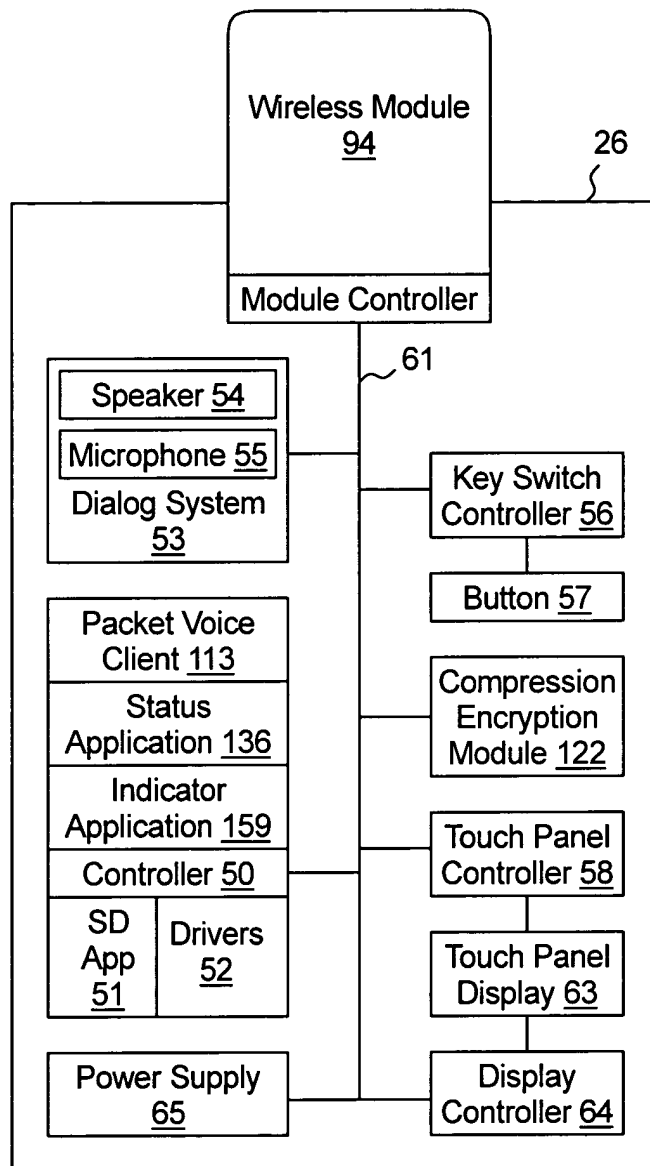 Wireless Module
94
26
Module Controller
61
Speaker 54
Microphone 55
Dialog System
53
Key Switch
Controller 56
Button 57
Packet Voice
Client 113
Status
Application 136
Indicator
Application 159
Controller 50
SD
App
51
Drivers
52
Compression
Encryption
Module 122
Touch Panel
Controller 58
Touch Panel
Display 63
Power Supply
65
Display
Controller 64